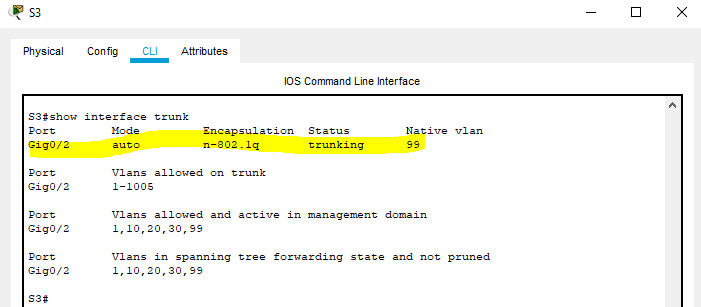 S3
Physical Config CLI Attributes
IOS Command Line Interface
S3#show interface trunk
Port Mode Encapsulation Status Native vlan
Gig0/2 auto n-802.1q trunking 99
Port Vlans allowed on trunk
Gig0/2 1-1005
Port Vlans allowed and active in management domain
Gig0/2 1,10,20,30,99
Port Vlans in spanning tree forwarding state and not pruned
Gig0/2 1,10,20,30,99
S3#